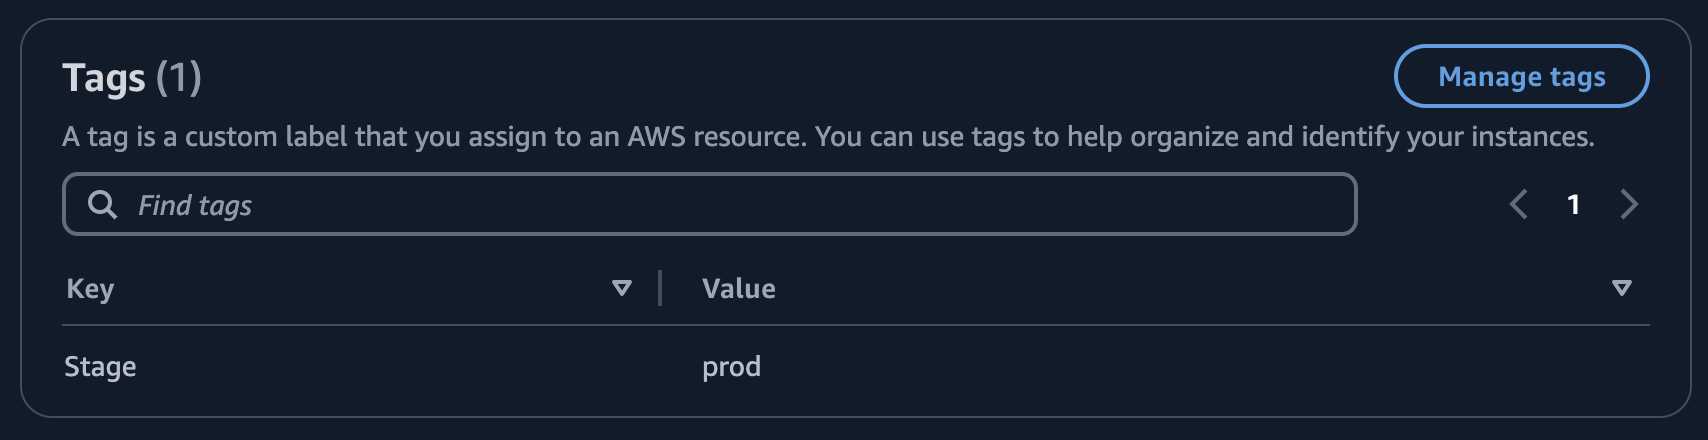 Tags (1)
Manage tags
A tag is a custom label that you assign to an AWS resource. You can use tags to help organize and identify your instances.
Find tags
1
Key
Value
Stage
prod